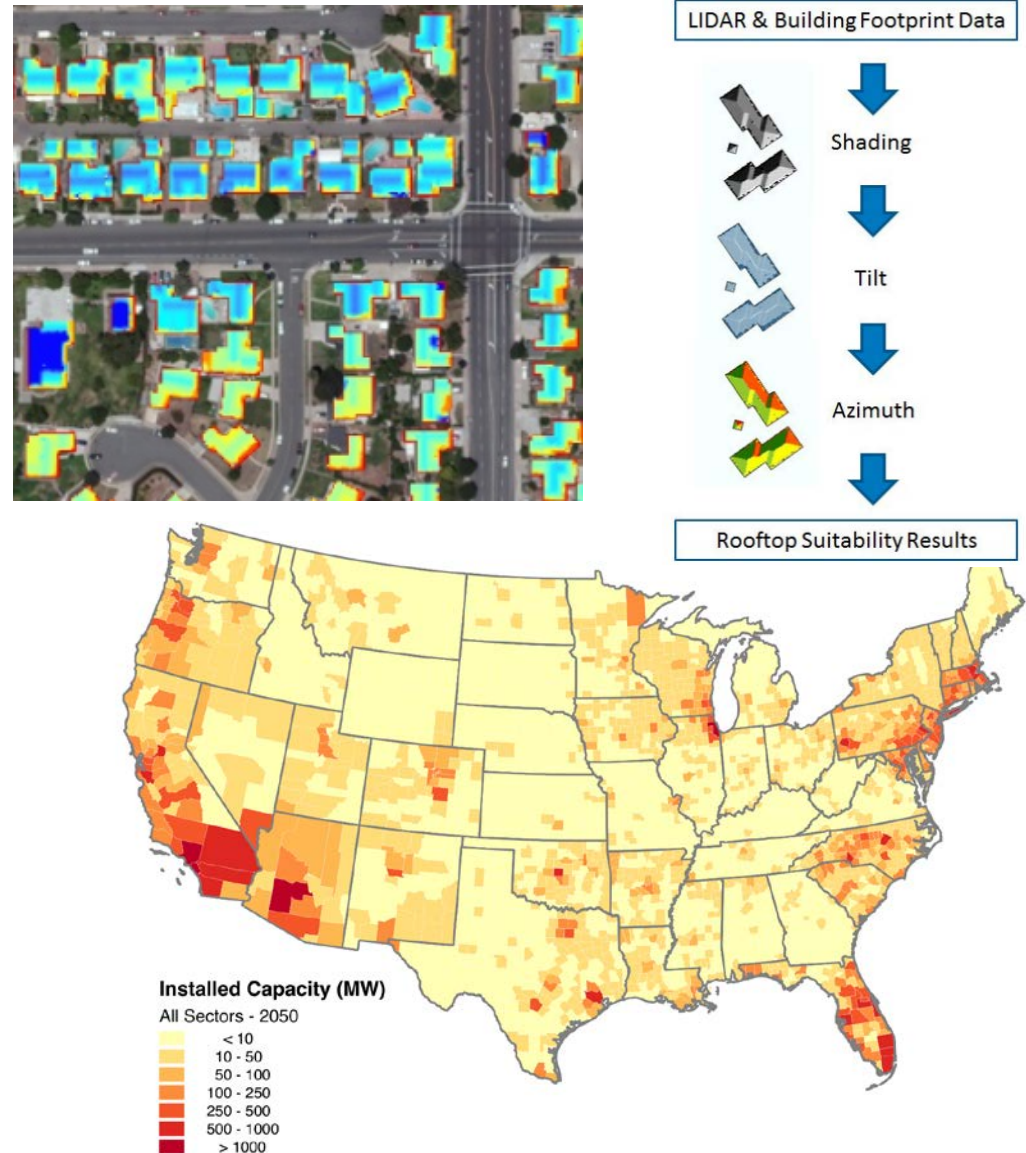 LIDAR & Building Footprint Data
Shading
Tilt
Azimuth
Rooftop Suitability Results
Installed Capacity (MW)
All Sectors - 2050
< 10
10 - 50
50 - 100
100 - 250
250 - 500
500 - 1000
> 1000